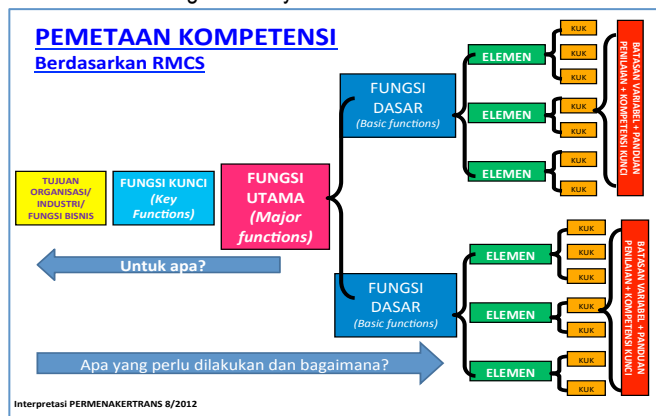 PEMETAAN KOMPETENSI
Berdasarkan RMCS
TUJUAN
ORGANISASI/
INDUSTRI/
FUNGSI BISNIS
FUNGSI KUNCI
(Key
Functions)
FUNGSI
UTAMA
(Major
functions)
FUNGSI
DASAR
(Basic functions)
ELEMEN
KUK
KUK
KUK
ELEMEN
KUK
KUK
ELEMEN
KUK
KUK
BATASAN VARIABEL + PANDUAN
PENILAIAN + KOMPETENSI KUNCI
FUNGSI
DASAR
(Basic functions)
ELEMEN
KUK
KUK
KUK
ELEMEN
KUK
KUK
ELEMEN
KUK
KUK
BATASAN VARIABEL + PANDUAN
PENILAIAN + KOMPETENSI KUNCI
Untuk apa?
Apa yang perlu dilakukan dan bagaimana?
Interpretasi PERMENAKERTRANS 8/2012